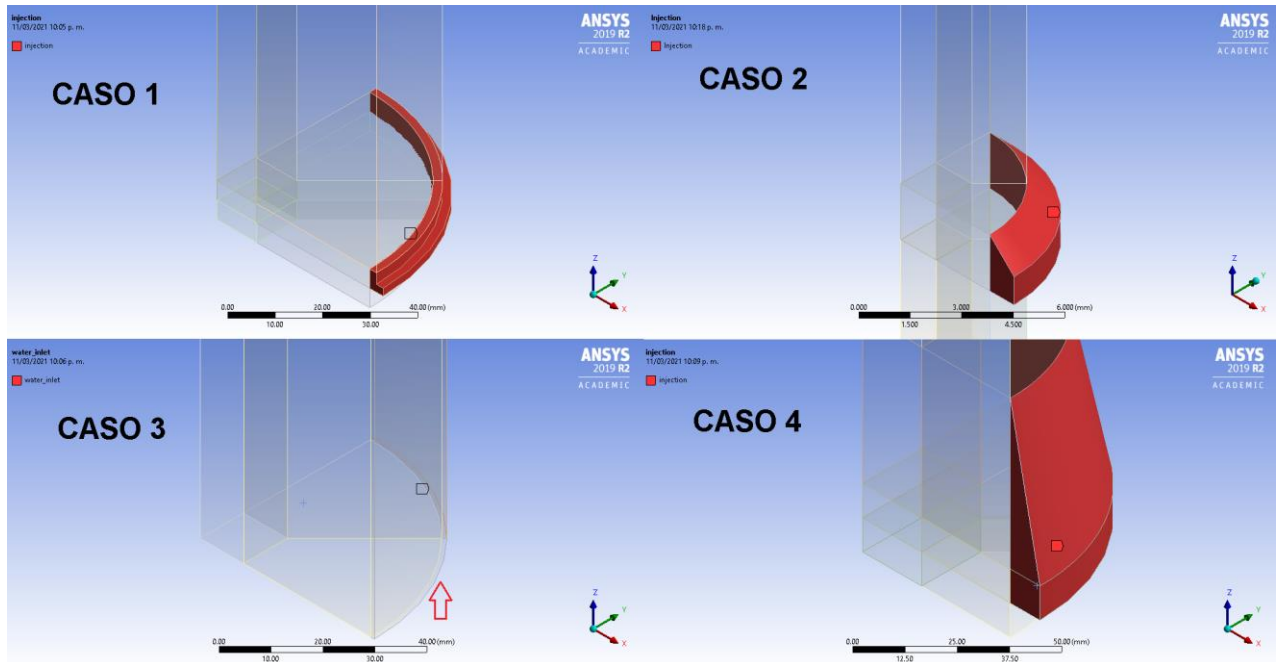 injection
11/03/2021 10:05 p. m.
injection
ANSYS
2019 R2
ACADEMIC
CASO 1
0.00 20.00 40.00 (mm)
10.00 30.00
Z
Y
X
Injection
11/03/2021 10:18 p. m.
Injection
ANSYS
2019 R2
ACADEMIC
CASO 2
0.000 3.000 6.000 (mm)
1.500 4.500
Z
Y
X
water_inlet
11/03/2021 10:06 p. m.
water_inlet
ANSYS
2019 R2
ACADEMIC
CASO 3
0.00 20.00 40.00 (mm)
10.00 30.00
Z
Y
X
injection
11/03/2021 10:09 p. m.
injection
ANSYS
2019 R2
ACADEMIC
CASO 4
0.00 25.00 50.00 (mm)
12.50 37.50
Z
Y
X